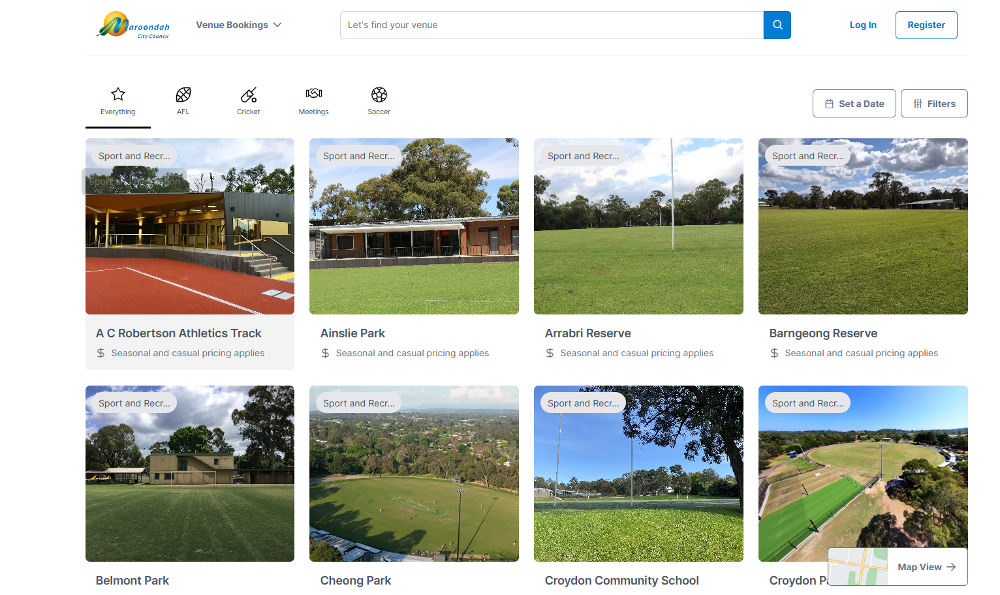 Maroondah
City Council
Venue Bookings
Let's find your venue
Log In
Register
Everything
AFL
Cricket
Meetings
Soccer
Set a Date
Filters
Sport and Recr...
Sport and Recr...
Sport and Recr...
Sport and Recr...
A C Robertson Athletics Track
Ainslie Park
Arrabri Reserve
Barngeong Reserve
Seasonal and casual pricing applies
Seasonal and casual pricing applies
Seasonal and casual pricing applies
Seasonal and casual pricing applies
Sport and Recr...
Sport and Recr...
Sport and Recr...
Sport and Recr...
Belmont Park
Cheong Park
Croydon Community School
Croydon
Map View